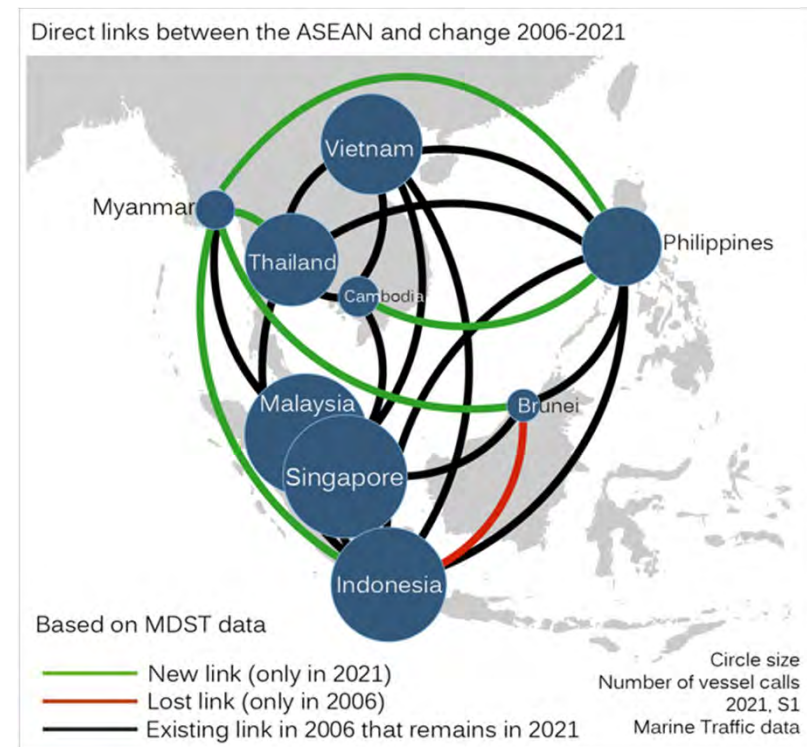 Direct links between the ASEAN and change 2006-2021
Vietnam
Myanmar
Philippines
Thailand
Cambodia
Malaysia
Brunei
Singapore
Indonesia
Based on MDST data
New link (only in 2021)
Lost link (only in 2006)
Existing link in 2006 that remains in 2021
Circle size
Number of vessel calls
2021, S1
Marine Traffic data